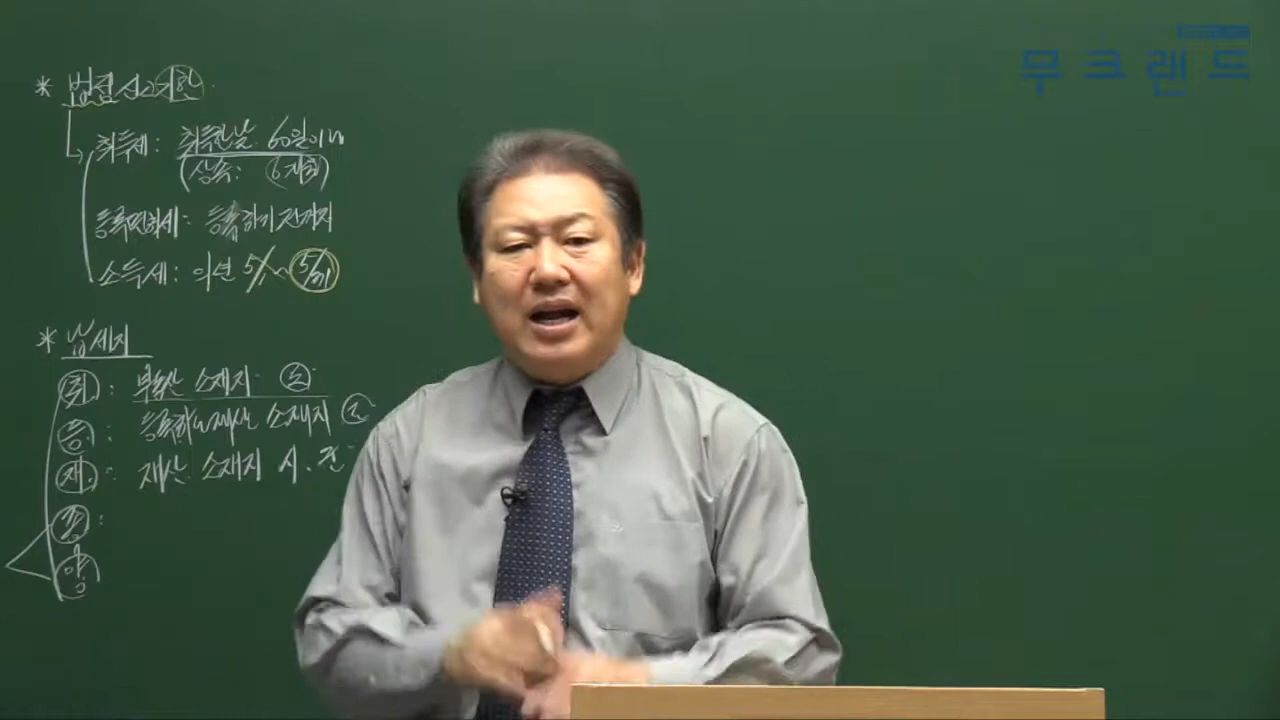 무크랜드
* 법정신고기한
취득세: 취득한 날 60일 이내
(상속: 6개월)
등록면허세: 등록하기 전까지
소득세: 익년 5/1~5/31
* 납세지
취: 부동산 소재지 도
등: 등록하는 재산 소재지 도
재: 재산 소재지 시.군
종:
양